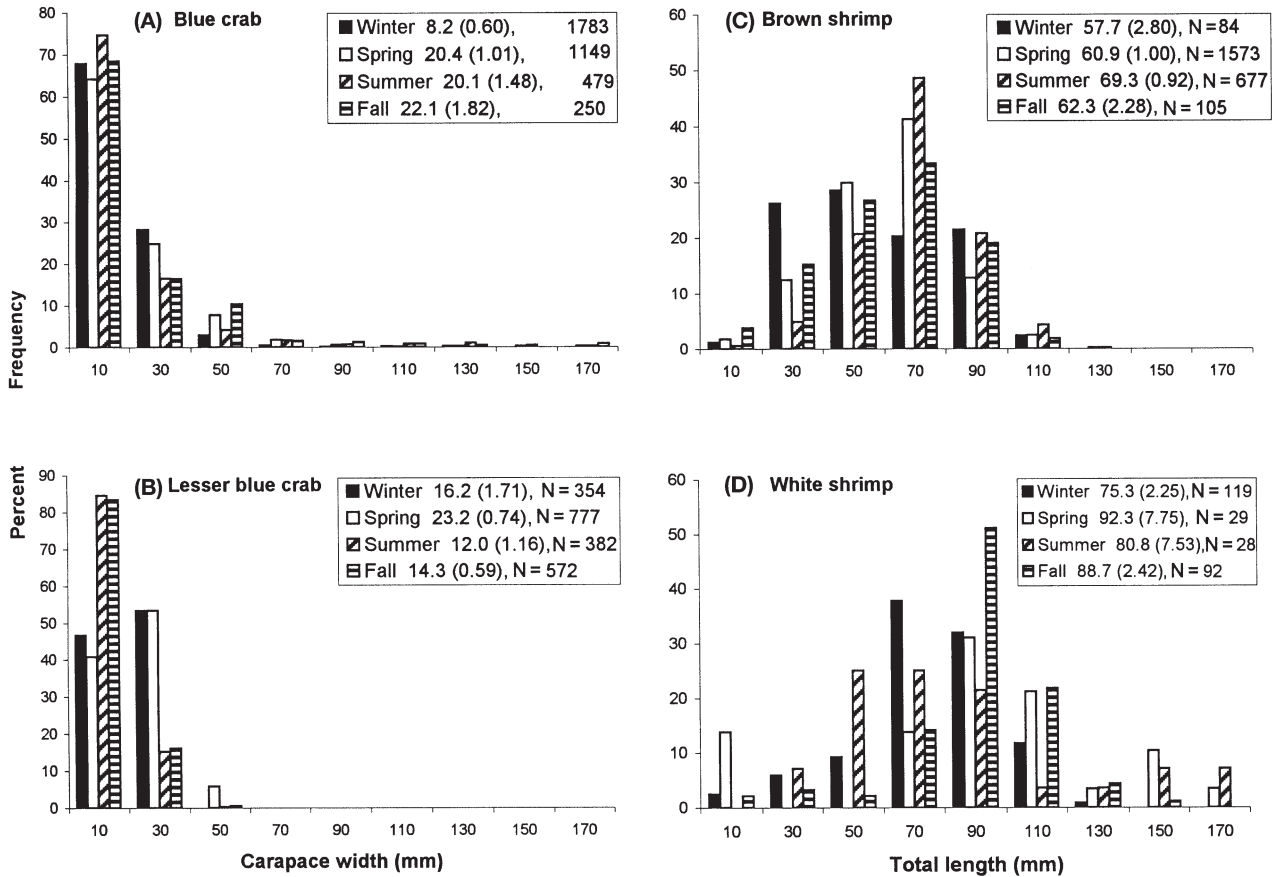 (A) Blue crab
Winter 8.2 (0.60), 1783
Spring 20.4 (1.01), 1149
Summer 20.1 (1.48), 479
Fall 22.1 (1.82), 250
80
70
60
50
40
30
20
10
0
10 30 50 70 90 110 130 150 170
Frequency
(C) Brown shrimp
Winter 57.7 (2.80), N=84
Spring 60.9 (1.00), N=1573
Summer 69.3 (0.92), N=677
Fall 62.3 (2.28), N=105
60
50
40
30
20
10
0
10 30 50 70 90 110 130 150 170
(B) Lesser blue crab
Winter 16.2 (1.71), N=354
Spring 23.2 (0.74), N=777
Summer 12.0 (1.16), N=382
Fall 14.3 (0.59), N=572
90
80
70
60
50
40
30
20
10
0
10 30 50 70 90 110 130 150 170
Percent
Carapace width (mm)
(D) White shrimp
Winter 75.3 (2.25), N=119
Spring 92.3 (7.75), N=29
Summer 80.8 (7.53), N=28
Fall 88.7 (2.42), N=92
60
50
40
30
20
10
0
10 30 50 70 90 110 130 150 170
Total length (mm)